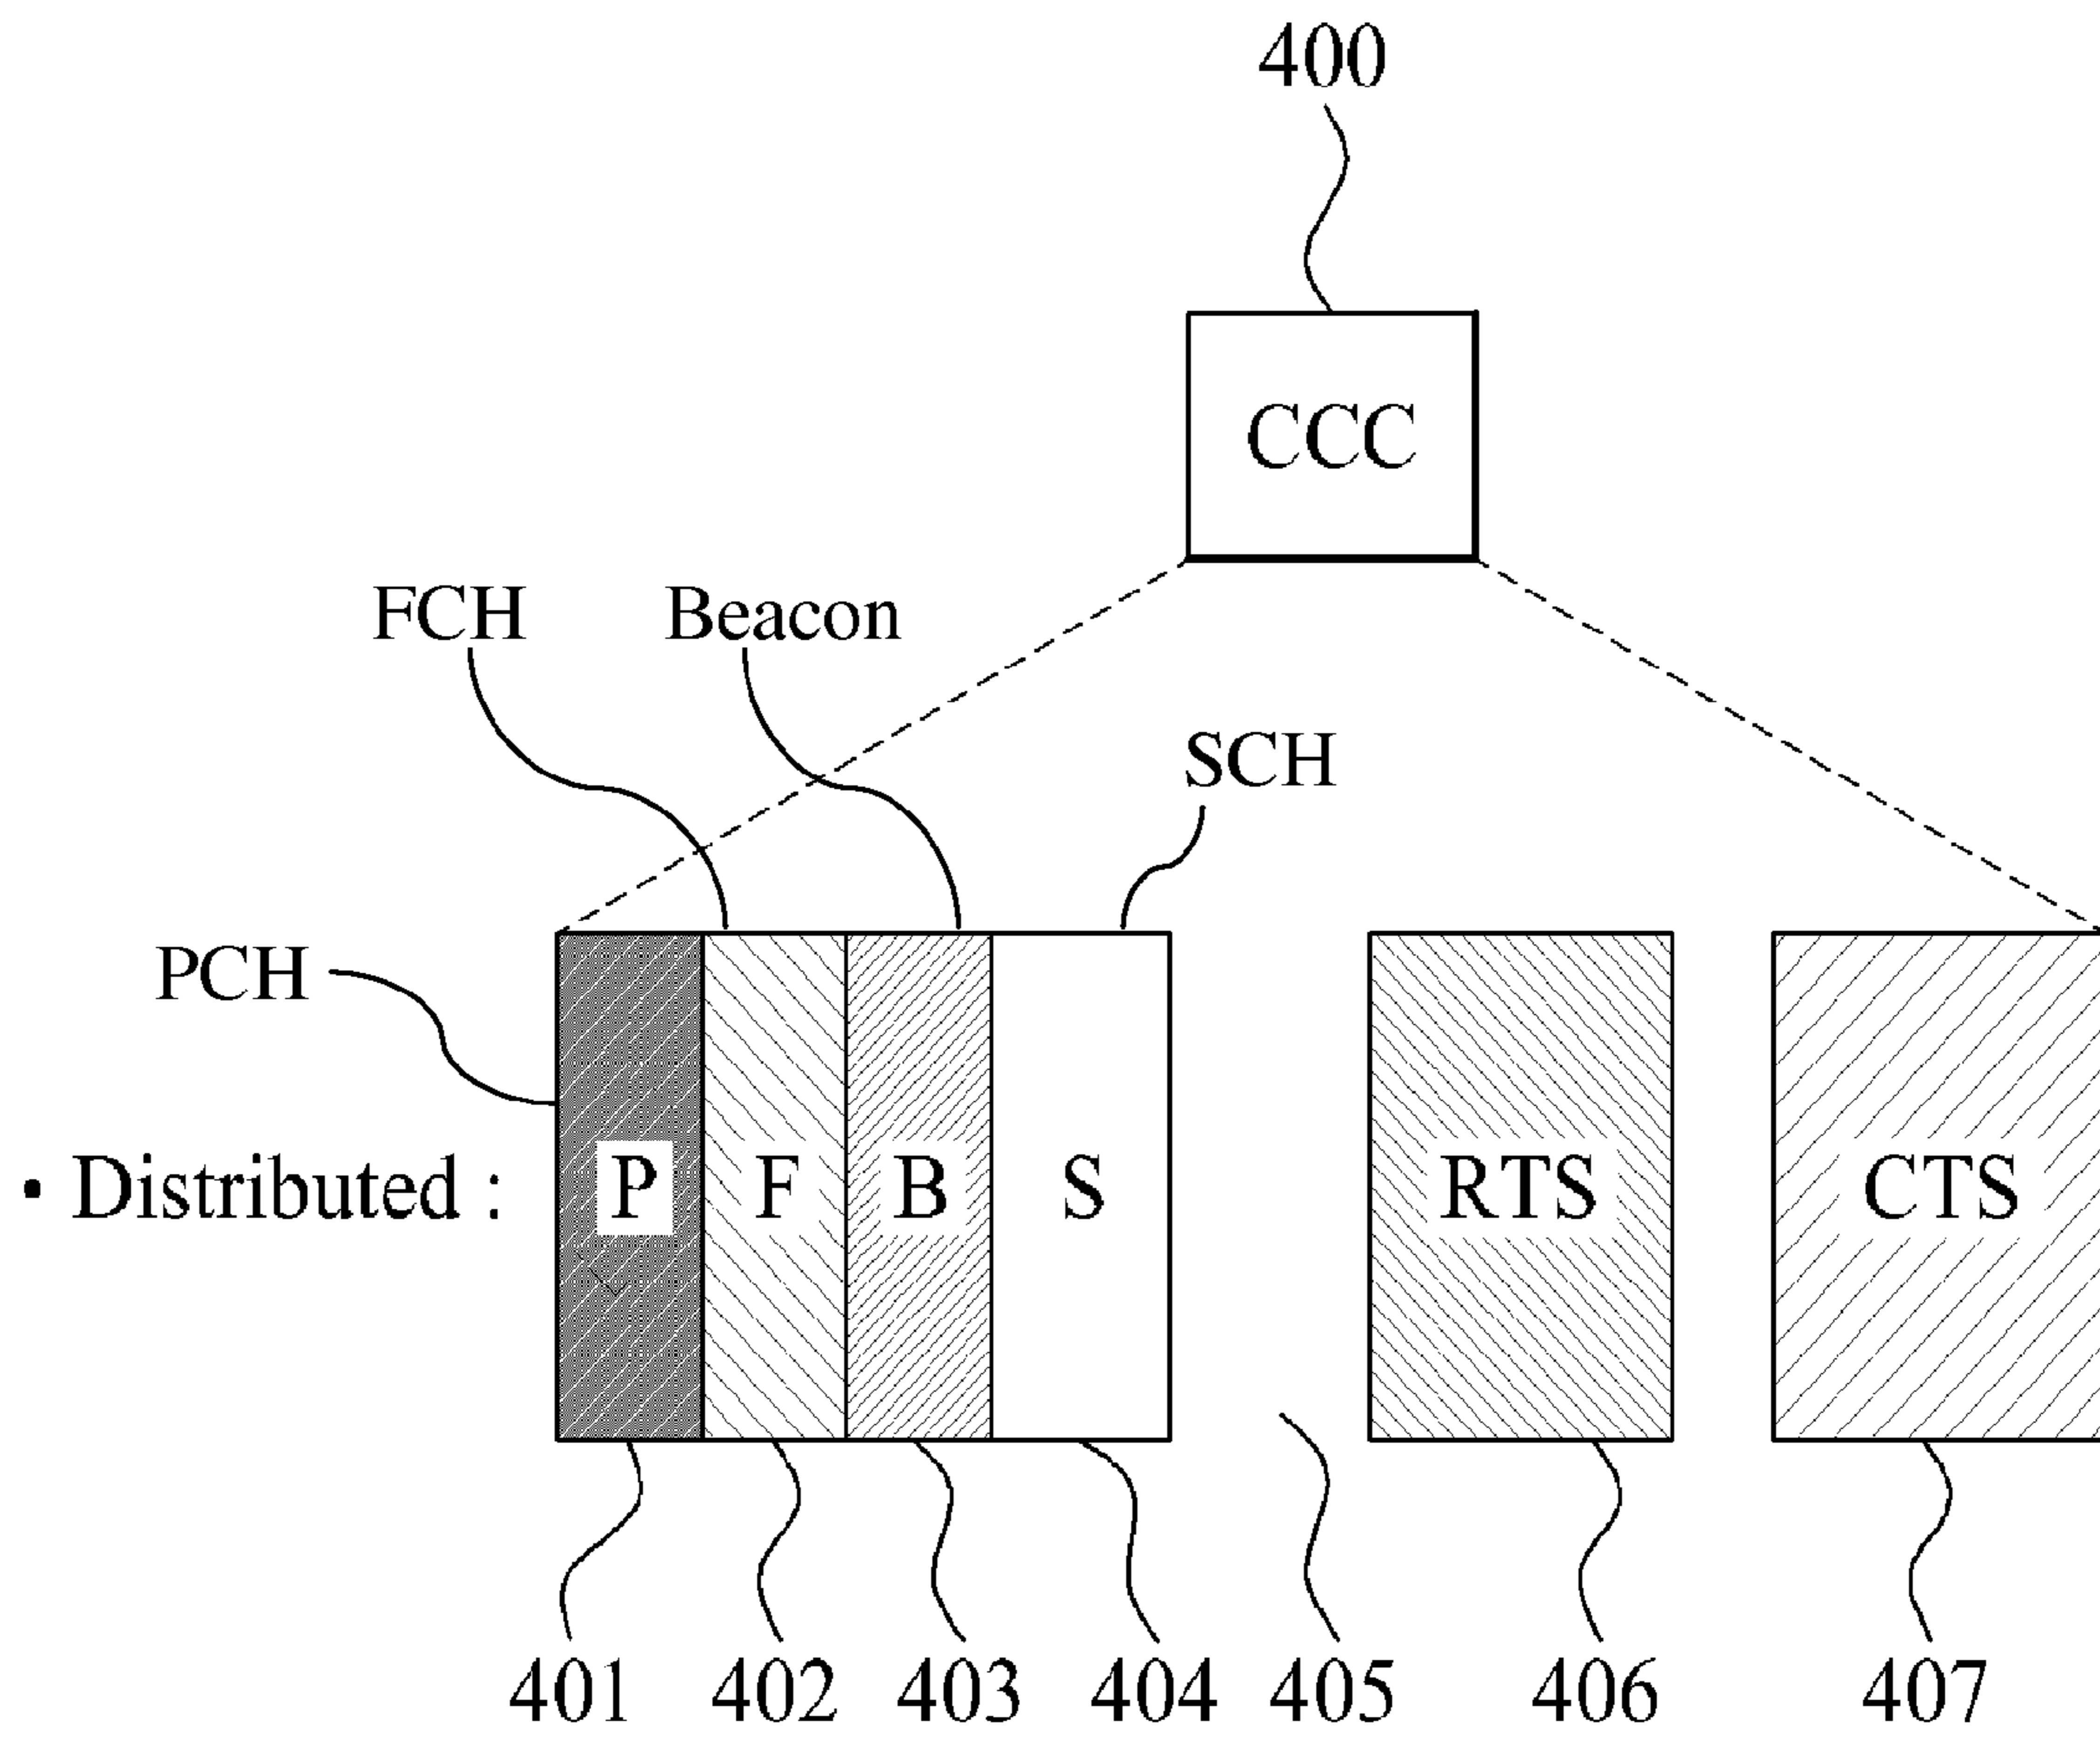 400
CCC
FCH Beacon
SCH
PCH
• Distributed : P F B S RTS CTS
401 402 403 404 405 406 407